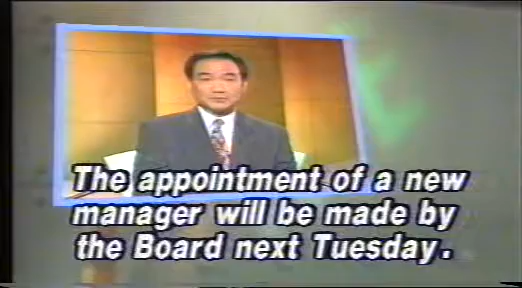 The appointment of a new
manager will be made by
the Board next Tuesday.